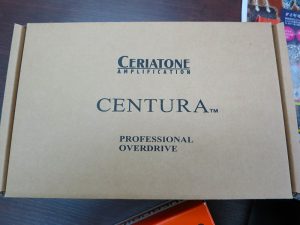 CERIATONE
AMPLIFICATION
CENTURA™
PROFESSIONAL
OVERDRIVE